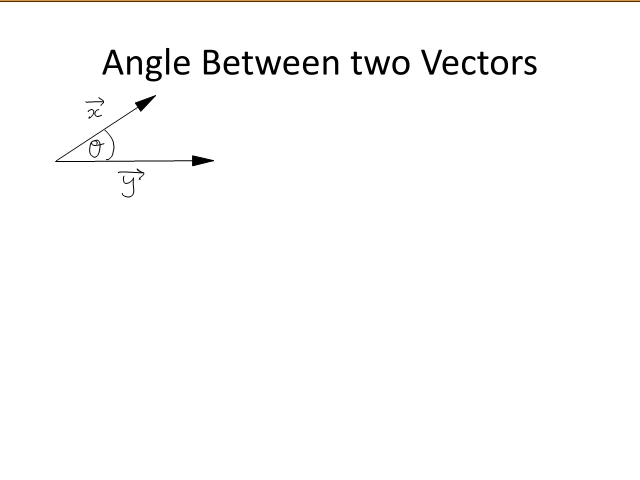 Angle Between two Vectors
x⃗
θ
y⃗